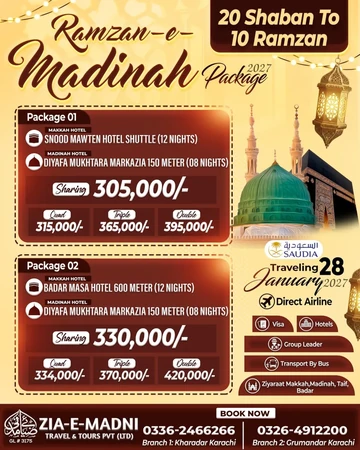 Ramzan-e-
Madinah Package 2027
20 Shaban To
10 Ramzan
Package 01
MAKKAH HOTEL
SNOOD MAWTEN HOTEL SHUTTLE (12 NIGHTS)
MADINAH HOTEL
DIYAFA MUKHTARA MARKAZIA 150 METER (08 NIGHTS)
Sharing 305,000/-
Quad Triple Double
315,000/- 365,000/- 395,000/-
Package 02
MAKKAH HOTEL
BADAR MASA HOTEL 600 METER (12 NIGHTS)
MADINAH HOTEL
DIYAFA MUKHTARA MARKAZIA 150 METER (08 NIGHTS)
Sharing 330,000/-
Quad Triple Double
334,000/- 370,000/- 420,000/-
السعودية
SAUDIA
Traveling 28
January 2027
Direct Airline
Visa Hotels
Group Leader
Transport By Bus
Ziyaraat Makkah,Madinah, Taif,
Badar
GL # 3175
ZIA-E-MADNI
TRAVEL & TOURS PVT (LTD)
BOOK NOW
0336-2466266 0326-4912200
Branch 1: Kharadar Karachi Branch 2: Grumandar Karachi